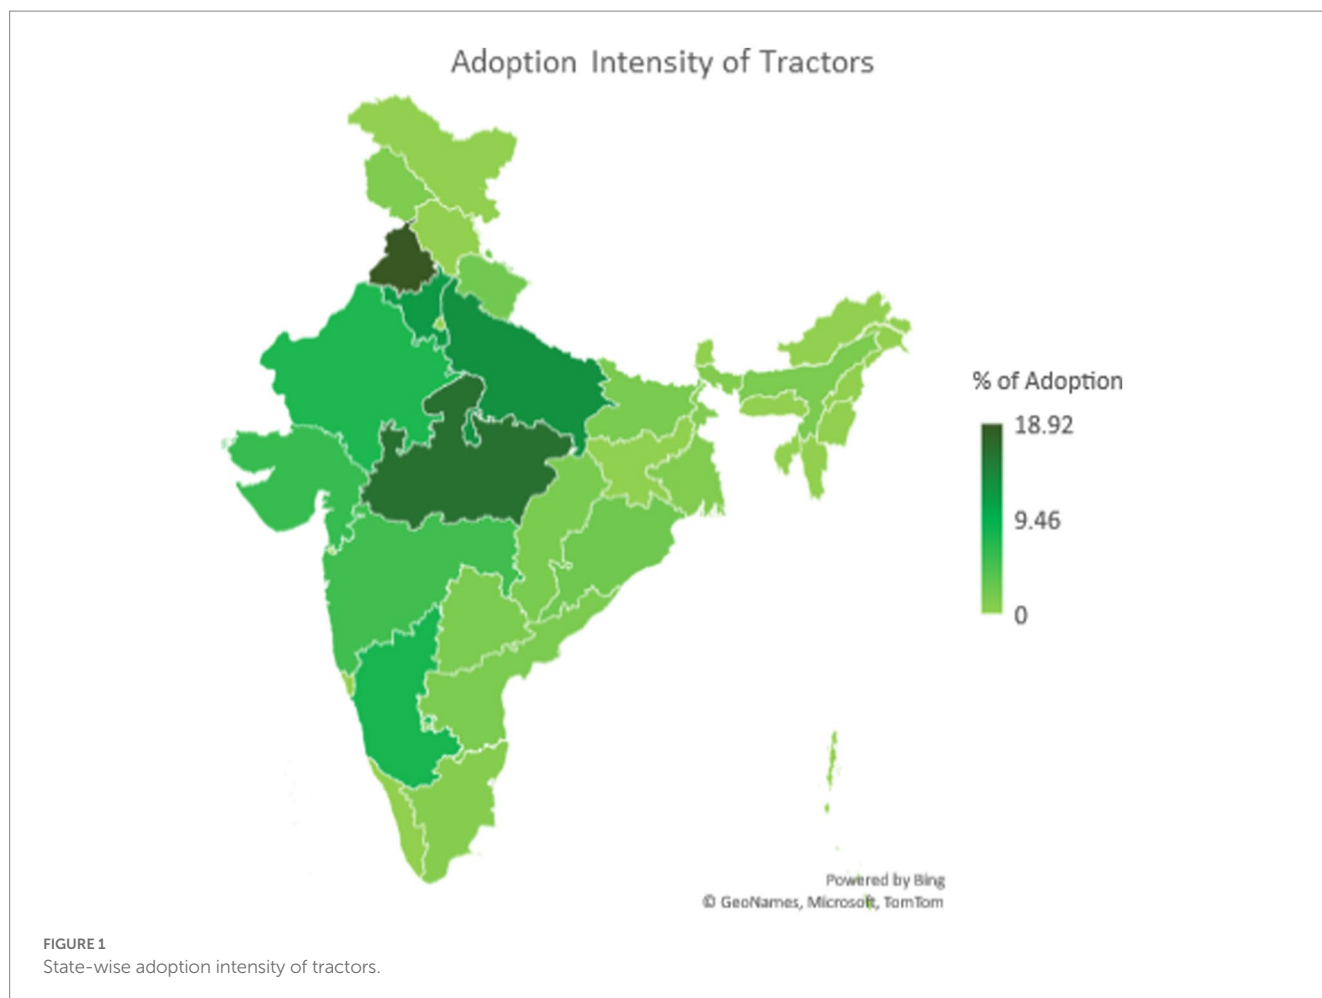 Adoption Intensity of Tractors
% of Adoption
18.92
9.46
0
Powered by Bing
© GeoNames, Microsoft, TomTom
FIGURE 1
State-wise adoption intensity of tractors.